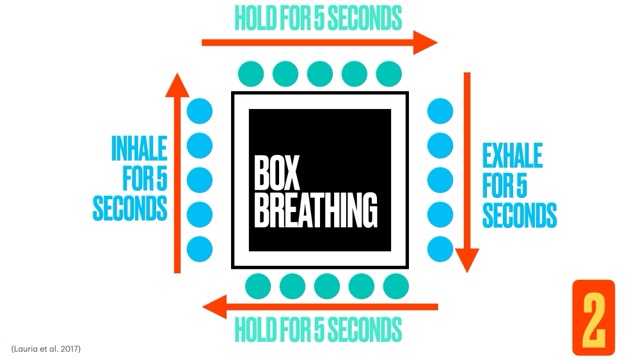 HOLD FOR 5 SECONDS
INHALE
FOR 5
SECONDS
BOX
BREATHING
EXHALE
FOR 5
SECONDS
HOLD FOR 5 SECONDS
2
(Lauria et al. 2017)